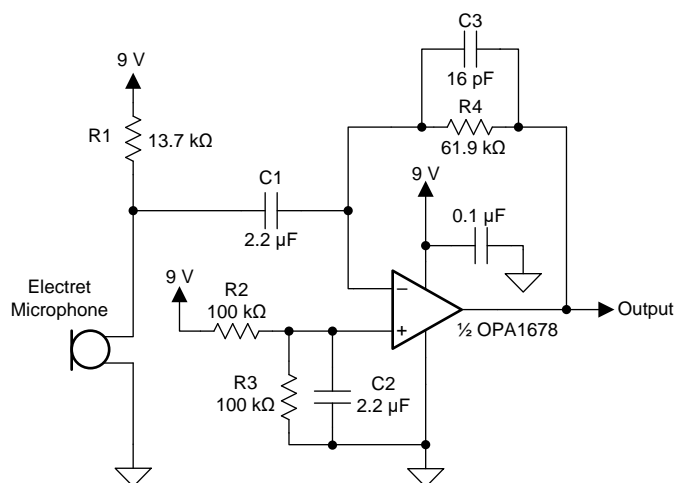 C3
16 pF
R4
61.9 kΩ
9 V
R1
13.7 kΩ
C1
2.2 µF
9 V
0.1 µF
Electret
Microphone
9 V
R2
100 kΩ
−
+
Output
½ OPA1678
R3
100 kΩ
C2
2.2 µF